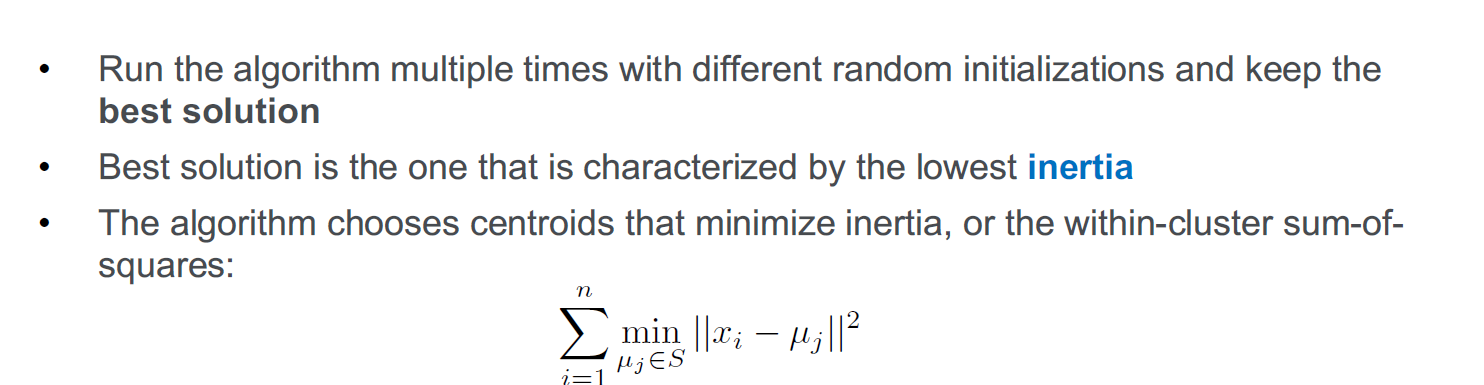 • Run the algorithm multiple times with different random initializations and keep the
best solution
• Best solution is the one that is characterized by the lowest inertia
• The algorithm chooses centroids that minimize inertia, or the within-cluster sum-of-
squares:
\sum_{i=1}^{n} \min_{\mu_j \in S} ||x_i - \mu_j||^2